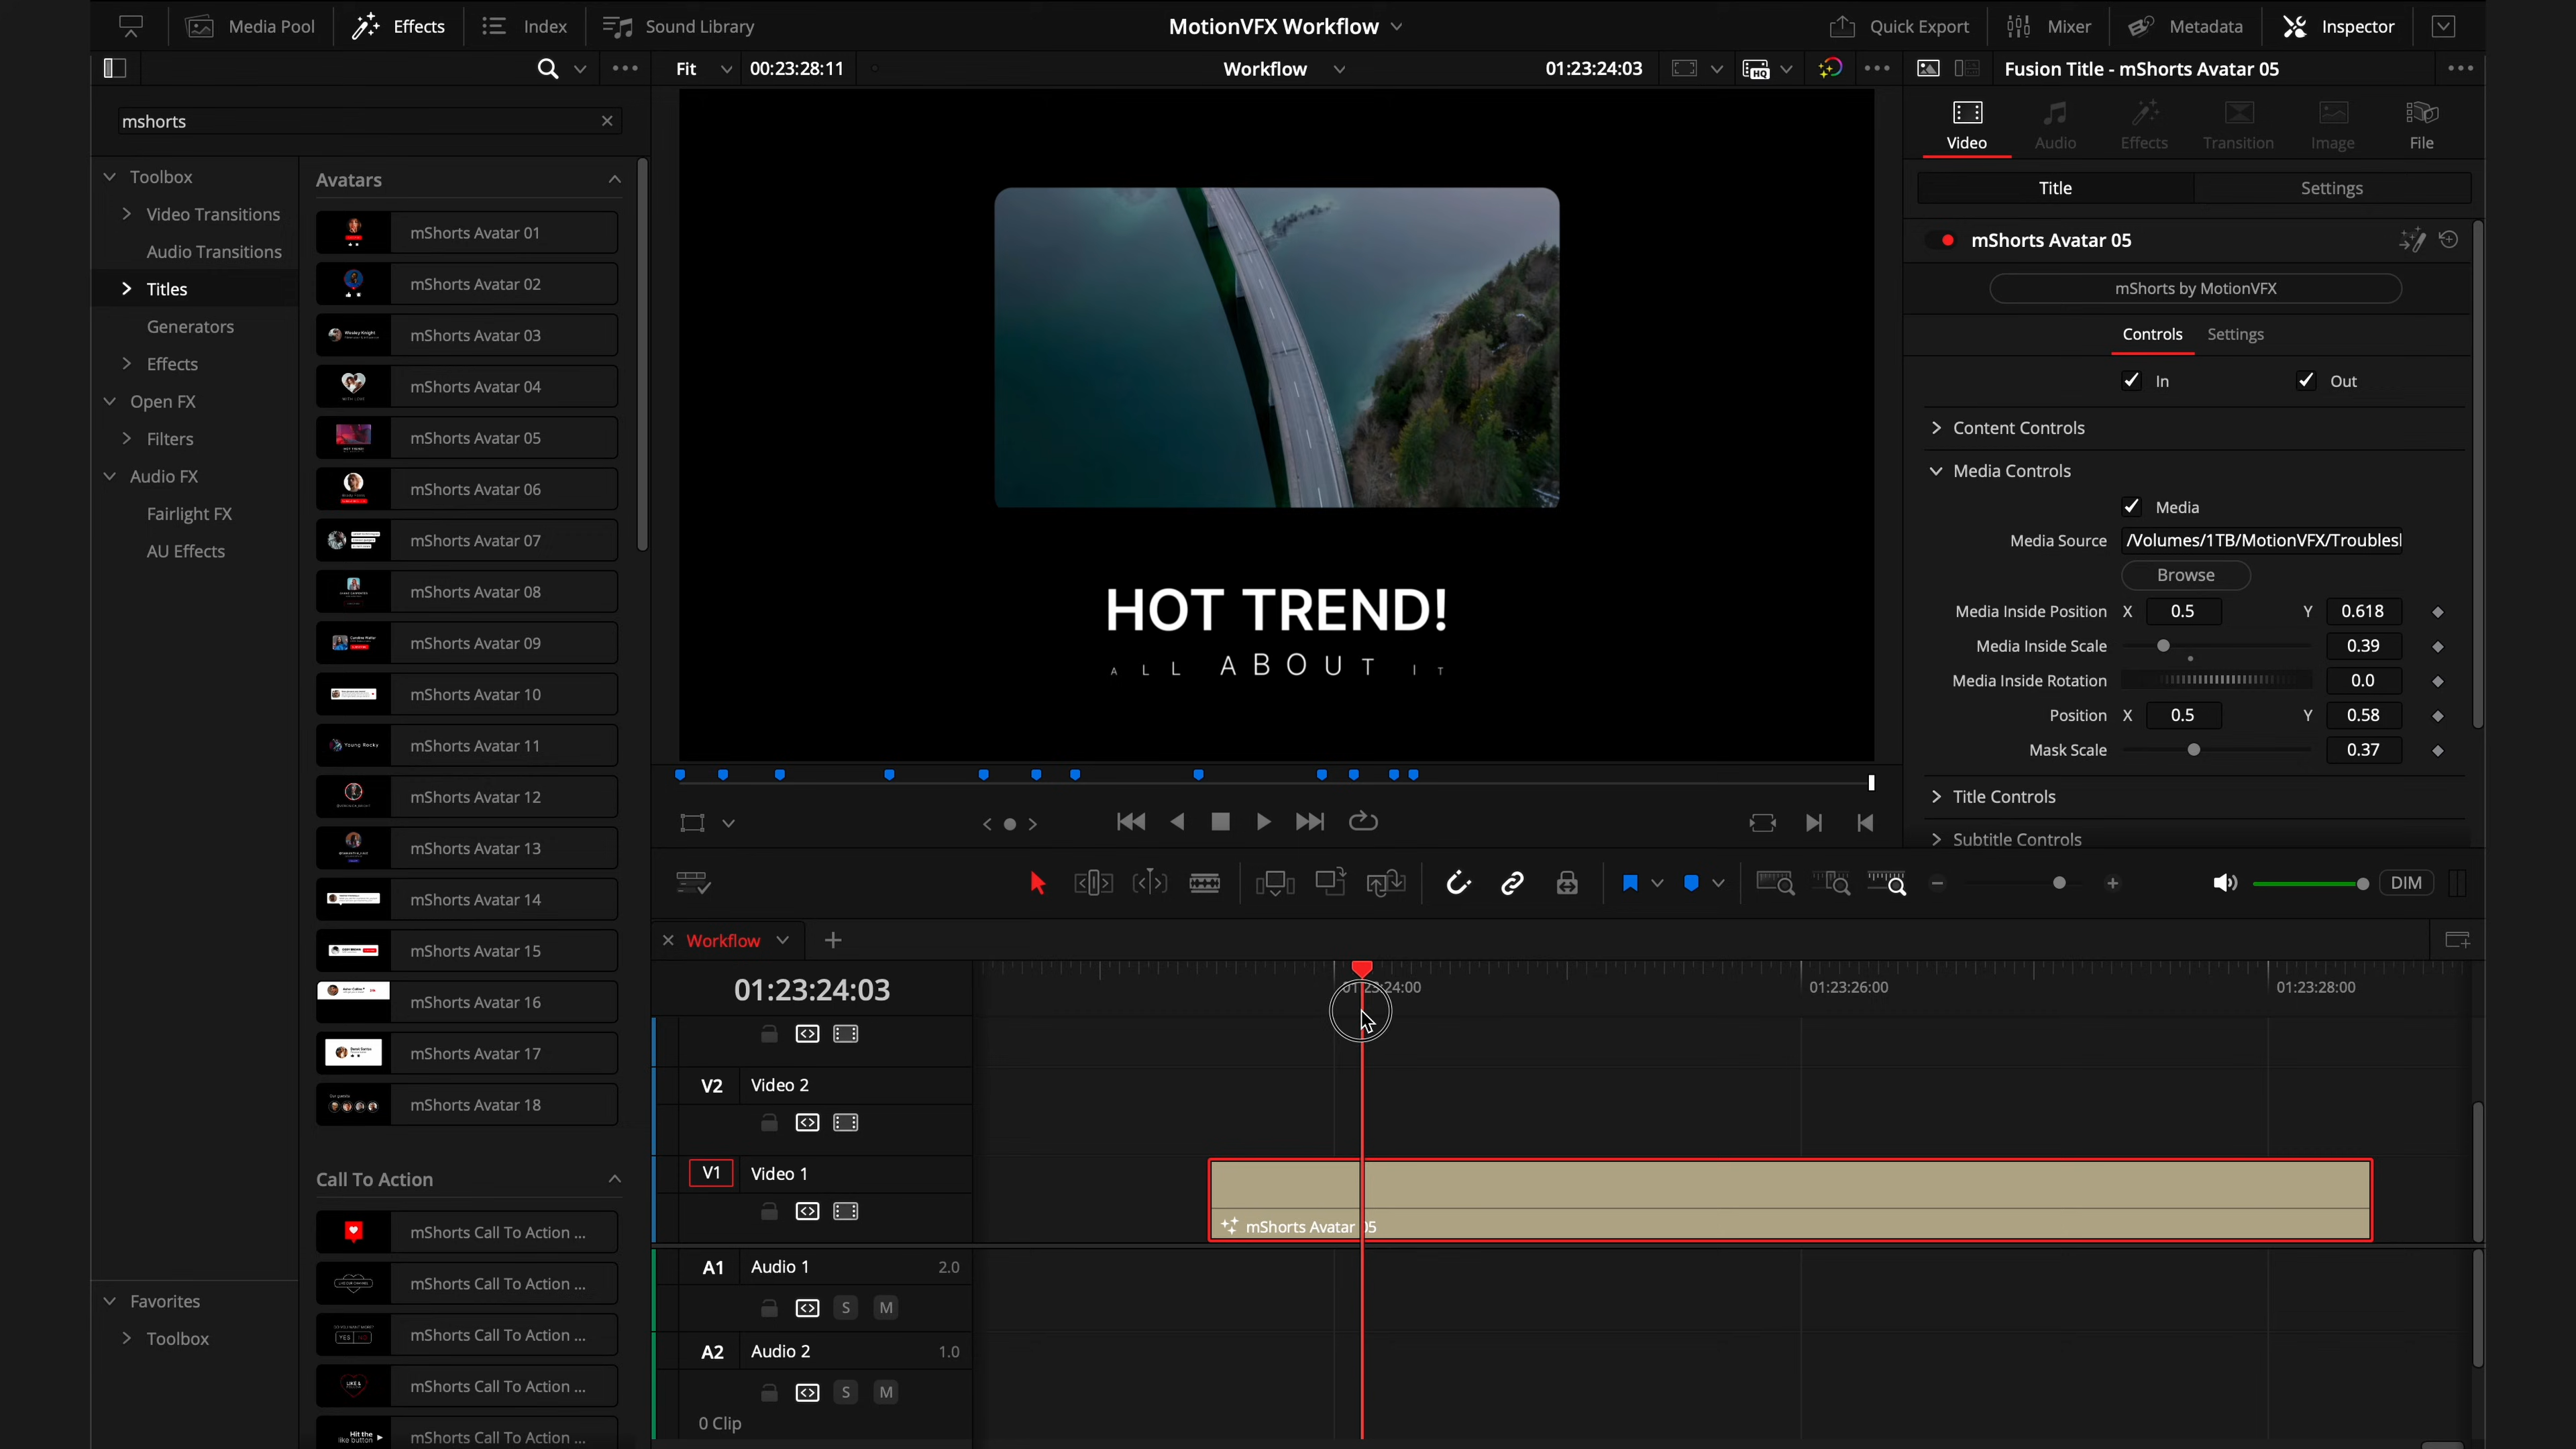 Media Pool Effects Index Sound Library MotionVFX Workflow Quick Export Mixer Metadata Inspector
Fit 00:23:28:11 Workflow 01:23:24:03 Fusion Title - mShorts Avatar 05
mshorts
Toolbox
Video Transitions
Audio Transitions
Titles
Generators
Effects
Open FX
Filters
Audio FX
Fairlight FX
AU Effects
Favorites
Toolbox
Avatars
mShorts Avatar 01
mShorts Avatar 02
mShorts Avatar 03
mShorts Avatar 04
mShorts Avatar 05
mShorts Avatar 06
mShorts Avatar 07
mShorts Avatar 08
mShorts Avatar 09
mShorts Avatar 10
mShorts Avatar 11
mShorts Avatar 12
mShorts Avatar 13
mShorts Avatar 14
mShorts Avatar 15
mShorts Avatar 16
mShorts Avatar 17
mShorts Avatar 18
Call To Action
mShorts Call To Action ...
mShorts Call To Action ...
YES NO
mShorts Call To Action ...
mShorts Call To Action ...
Hit the
like button
mShorts Call To Action ...
HOT TREND!
ALL ABOUT IT
Video Audio Effects Transition Image File
Title Settings
mShorts Avatar 05
mShorts by MotionVFX
Controls Settings
In Out
Content Controls
Media Controls
Media
Media Source /Volumes/1TB/MotionVFX/Troubles
Browse
Media Inside Position X 0.5 Y 0.618
Media Inside Scale 0.39
Media Inside Rotation 0.0
Position X 0.5 Y 0.58
Mask Scale 0.37
Title Controls
Subtitle Controls
DIM
Workflow
01:23:24:03 01:23:24:00 01:23:26:00 01:23:28:00
V2 Video 2
V1 Video 1
mShorts Avatar 05
A1 Audio 1 2.0
S M
A2 Audio 2 1.0
S M
0 Clip